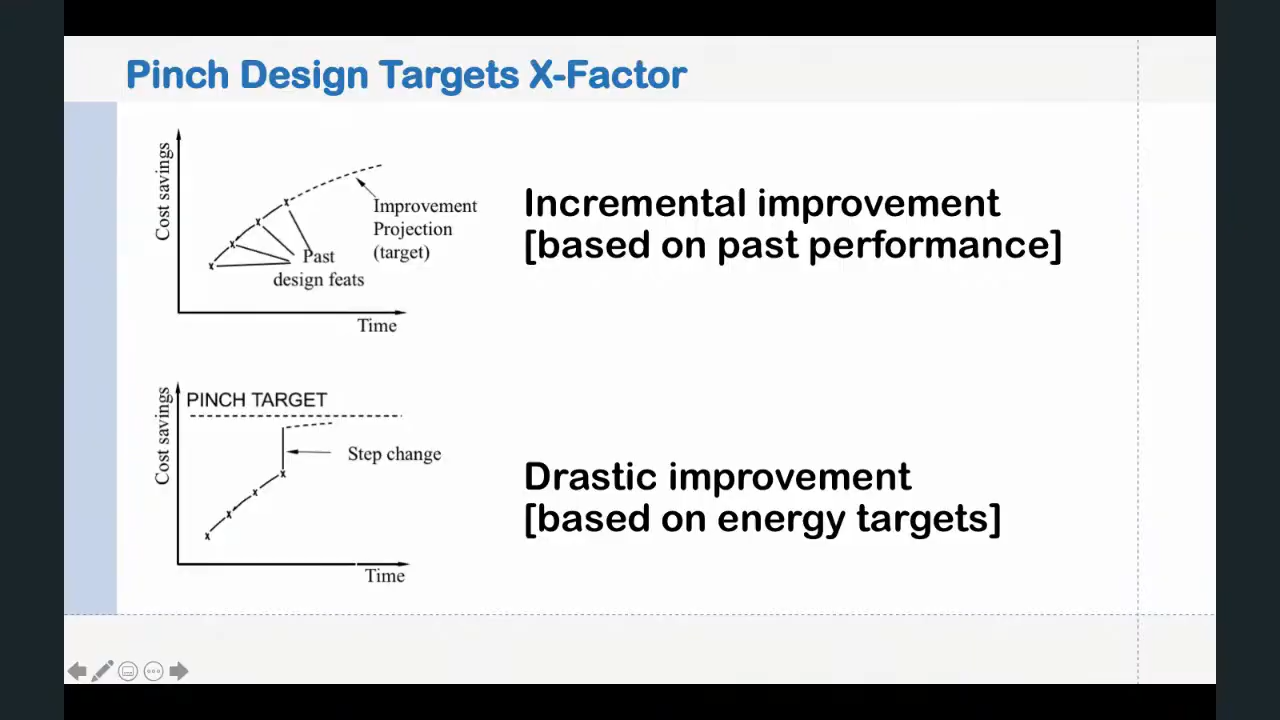 Pinch Design Targets X-Factor
Cost savings
Improvement
Projection
(target)
Past
design feats
Time
Incremental improvement
[based on past performance]
PINCH TARGET
Cost savings
Step change
Time
Drastic improvement
[based on energy targets]